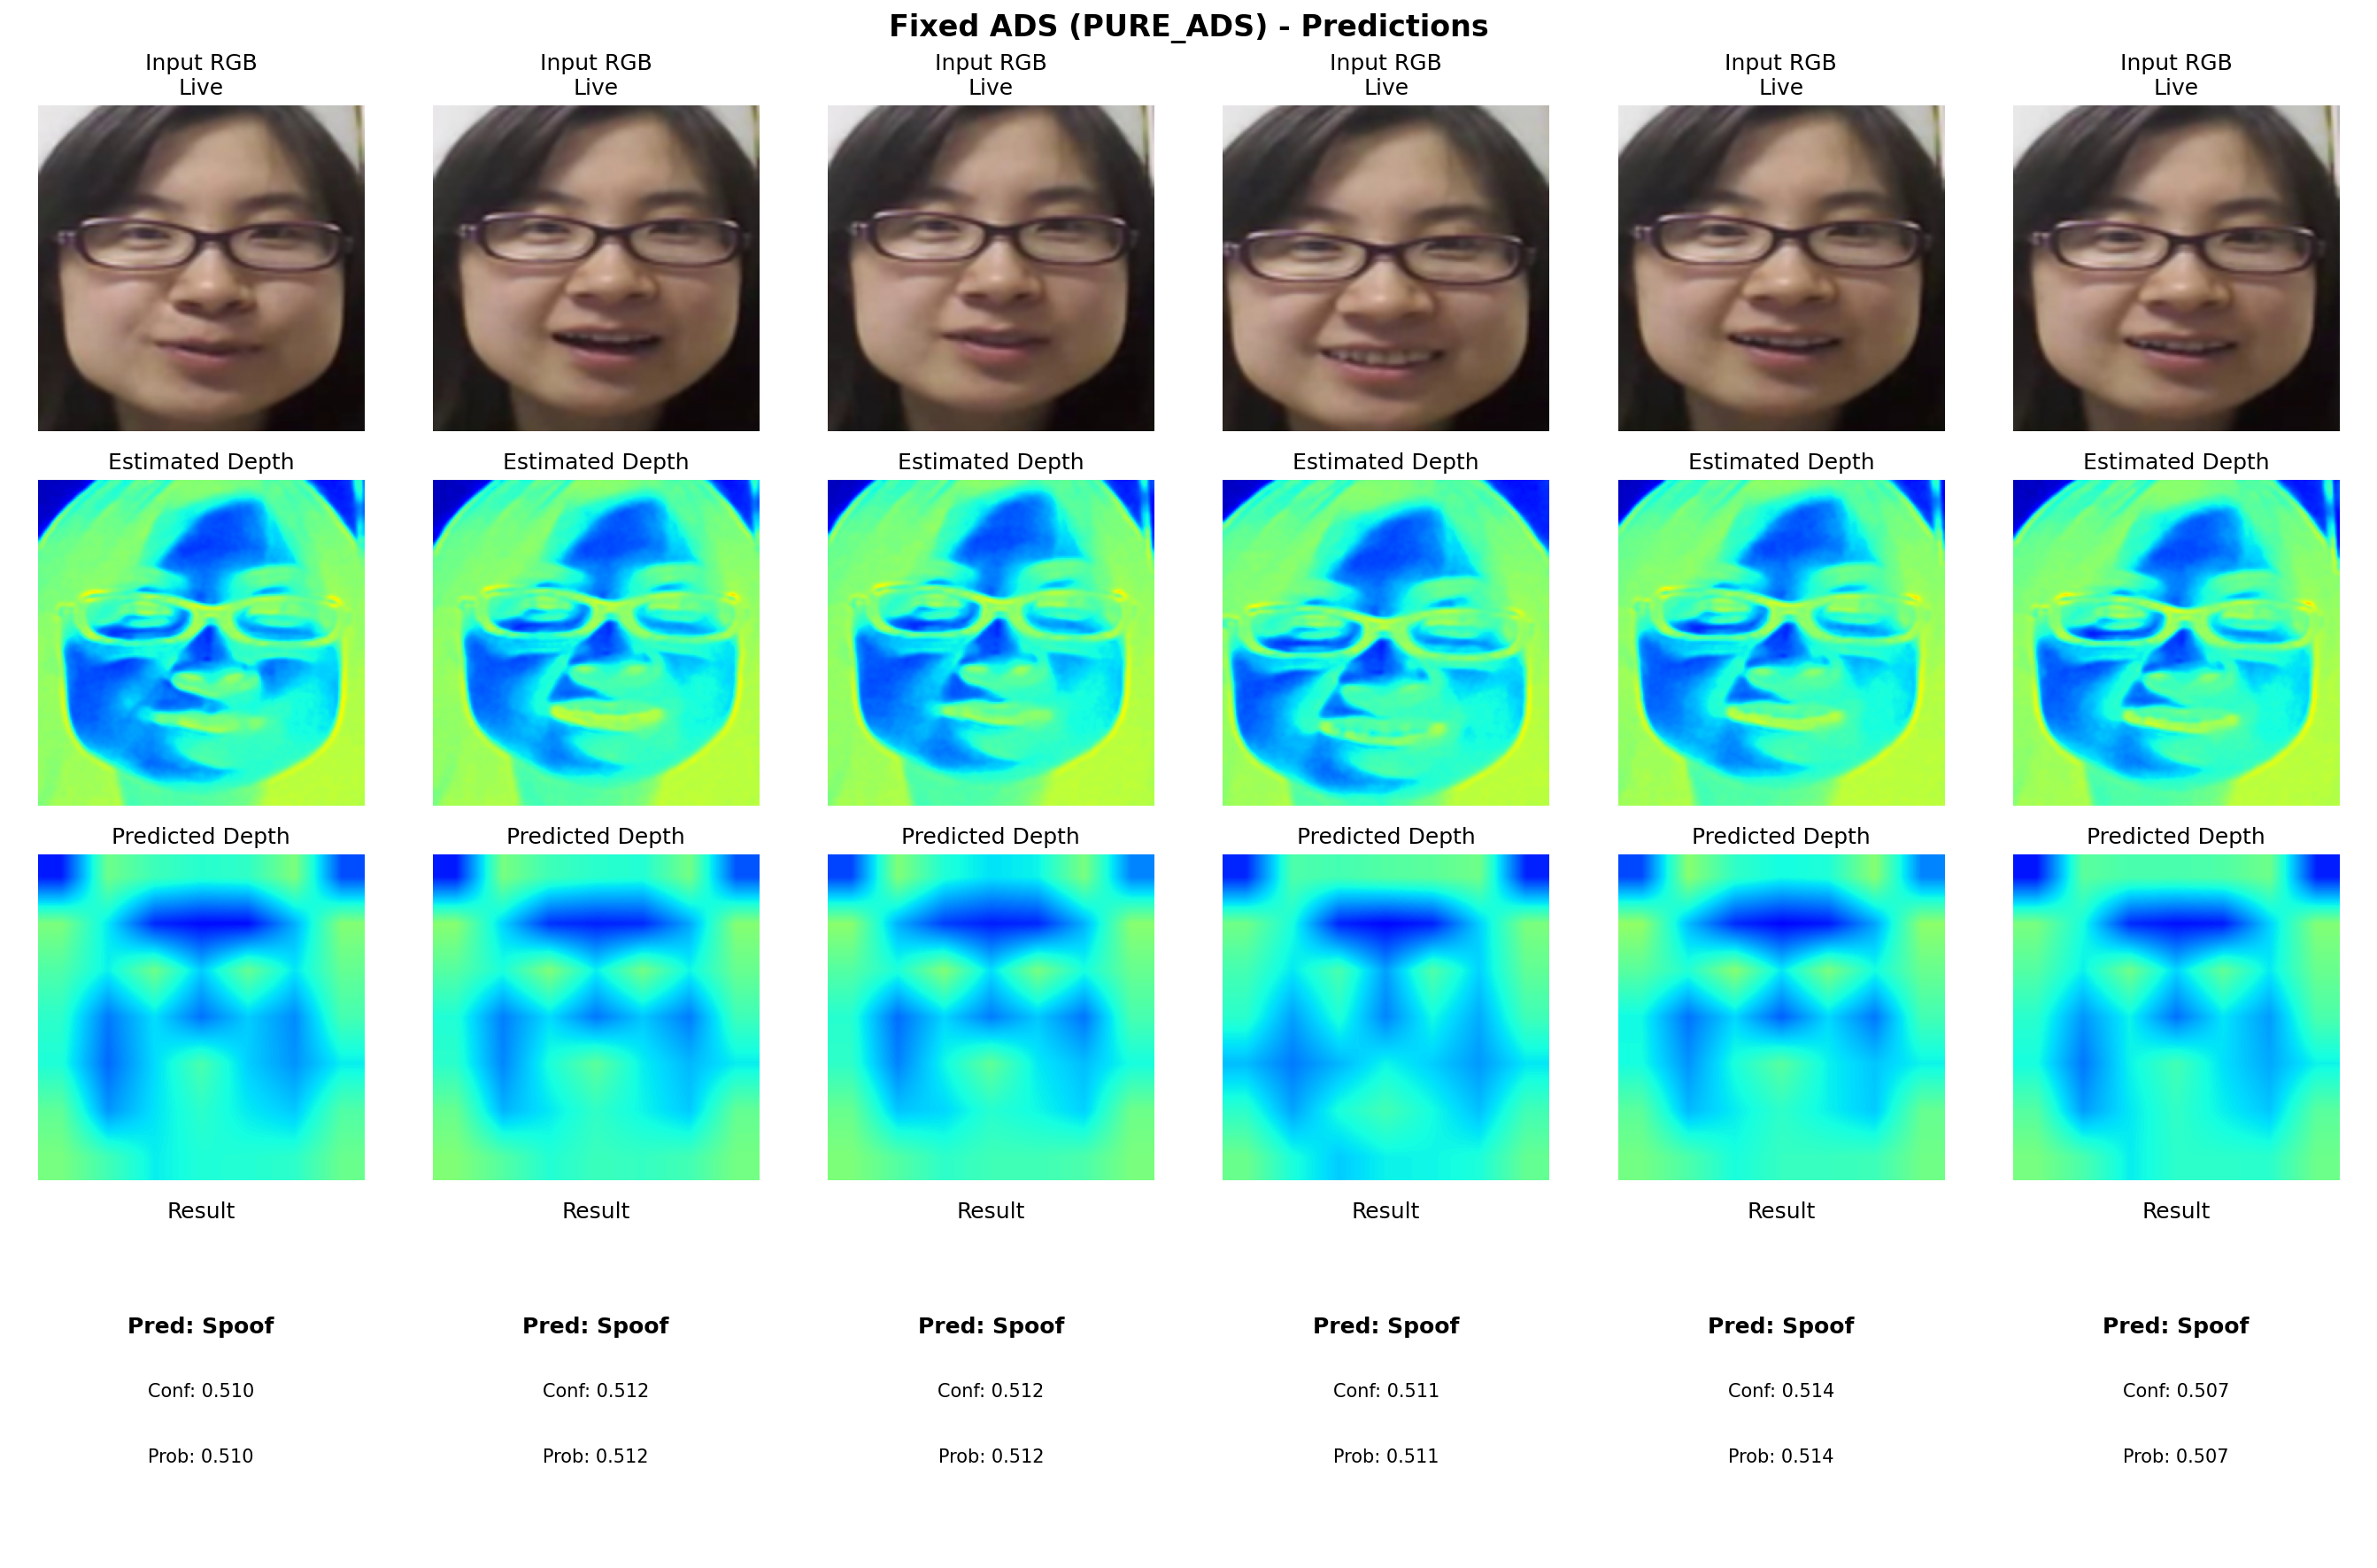 Fixed ADS (PURE_ADS) - Predictions
Input RGB
Live
Input RGB
Live
Input RGB
Live
Input RGB
Live
Input RGB
Live
Input RGB
Live
Estimated Depth
Estimated Depth
Estimated Depth
Estimated Depth
Estimated Depth
Estimated Depth
Predicted Depth
Predicted Depth
Predicted Depth
Predicted Depth
Predicted Depth
Predicted Depth
Result
Result
Result
Result
Result
Result
Pred: Spoof
Pred: Spoof
Pred: Spoof
Pred: Spoof
Pred: Spoof
Pred: Spoof
Conf: 0.510
Conf: 0.512
Conf: 0.512
Conf: 0.511
Conf: 0.514
Conf: 0.507
Prob: 0.510
Prob: 0.512
Prob: 0.512
Prob: 0.511
Prob: 0.514
Prob: 0.507